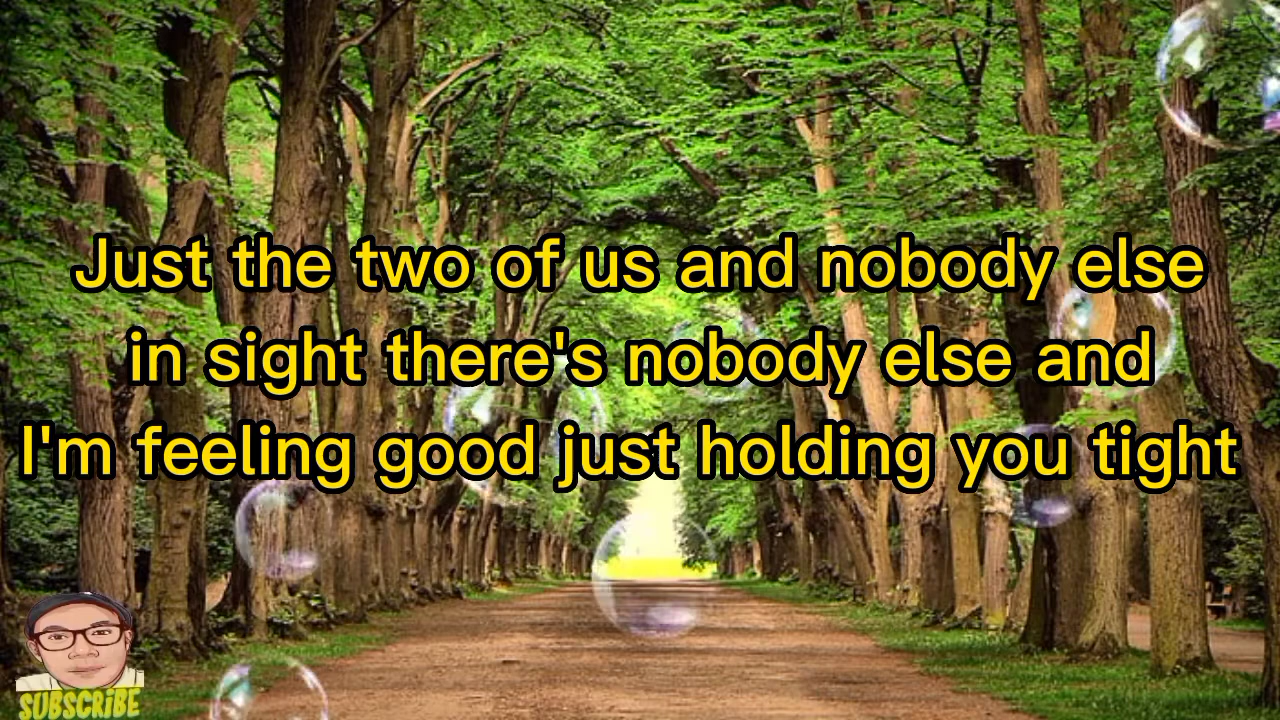 Just the two of us and nobody else
in sight there's nobody else and
I'm feeling good just holding you tight
SUBSCRiBE